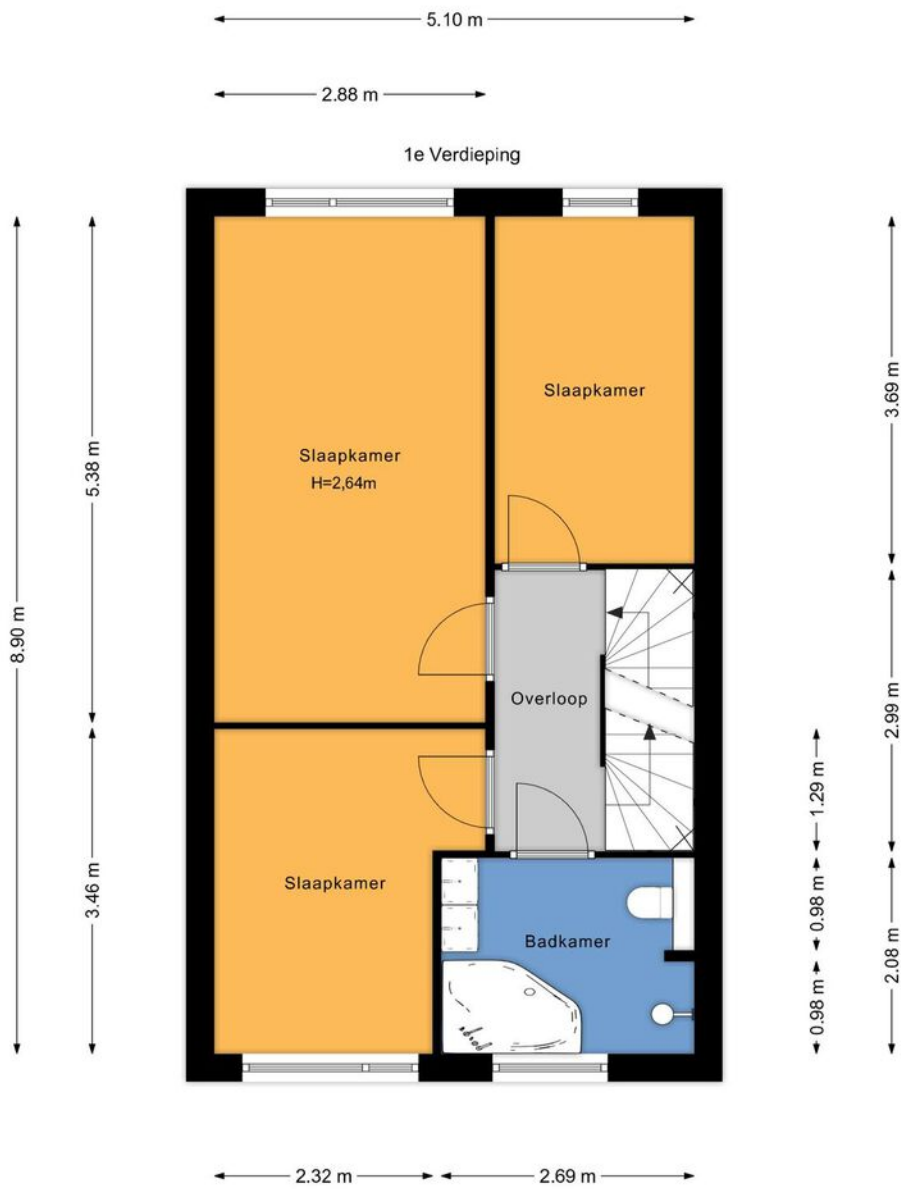 5.10 m
2.88 m
1e Verdieping
Slaapkamer
3.69 m
Slaapkamer
H=2,64m
5.38 m
8.90 m
Overloop
2.99 m
1.29 m
Slaapkamer
3.46 m
0.98 m
Badkamer
2.08 m
0.98 m
2.32 m
2.69 m